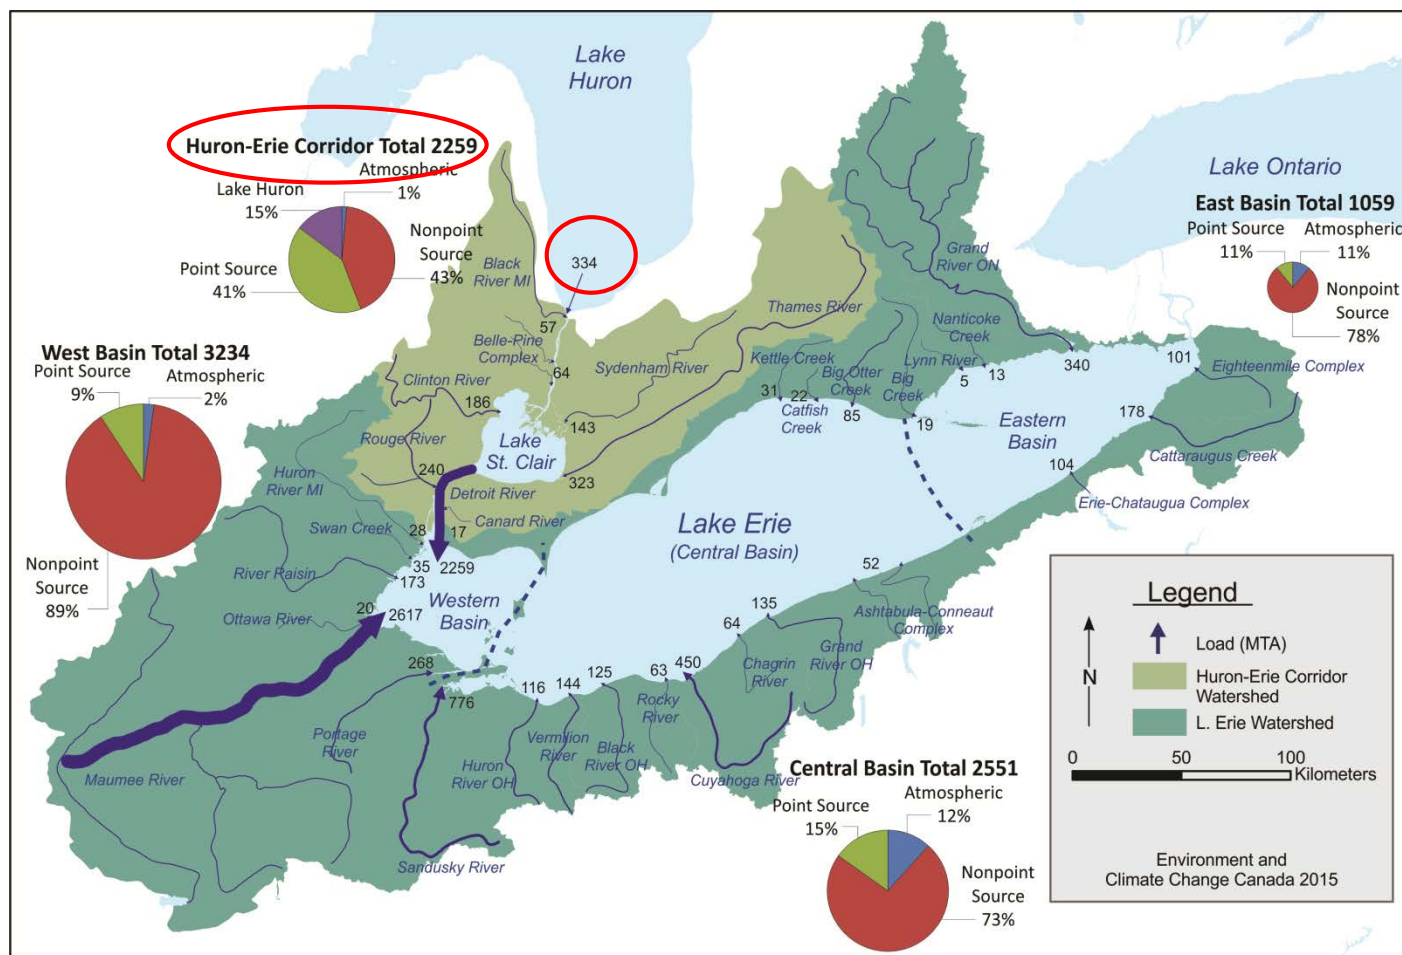 Lake
Huron
Huron-Erie Corridor Total 2259
Atmospheric
1%
Lake Huron
15%
Nonpoint
Source
43%
Point Source
41%
Lake Ontario
East Basin Total 1059
Point Source
11%
Atmospheric
11%
Nonpoint
Source
78%
334
Black
River MI
57
Belle-Pine
Complex
64
Grand
River ON
Thames River
Nanticoke
Creek
West Basin Total 3234
Point Source
9%
Atmospheric
2%
Nonpoint
Source
89%
Clinton River
186
Sydenham River
143
Kettle Creek
31
22
Catfish
Creek
Big Otter
Creek
85
Big
Creek
19
Lynn River
5
13
340
101
Eighteenmile Complex
Rouge River
240
Lake
St. Clair
323
Eastern
Basin
178
Cattaraugus Creek
104
Erie-Chataugua Complex
Huron
River MI
Detroit River
Canard River
17
Swan Creek
28
35
2259
River Raisin
173
Ottawa River
20
2617
Western
Basin
Lake Erie
(Central Basin)
52
Ashtabula-Conneaut
Complex
135
64
Grand
River OH
Chagrin
River
268
776
116
144
125
63
450
Rocky
River
Portage
River
Huron
River OH
Vermilion
River
Black
River OH
Cuyahoga River
Maumee River
Sandusky River
Central Basin Total 2551
Point Source
15%
Atmospheric
12%
Nonpoint
Source
73%
Legend
N
Load (MTA)
Huron-Erie Corridor
Watershed
L. Erie Watershed
0
50
100
Kilometers
Environment and
Climate Change Canada 2015